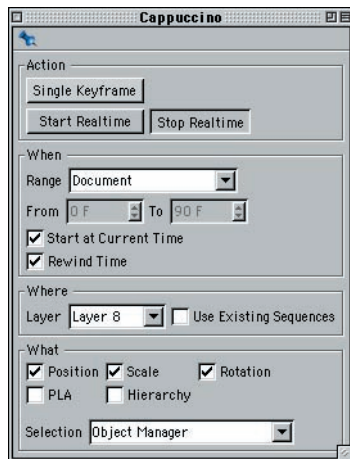 Cappuccino
Action
Single Keyframe
Start Realtime Stop Realtime
When
Range Document
From 0 F To 90 F
Start at Current Time
Rewind Time
Where
Layer Layer 8 Use Existing Sequences
What
Position Scale Rotation
PLA Hierarchy
Selection Object Manager